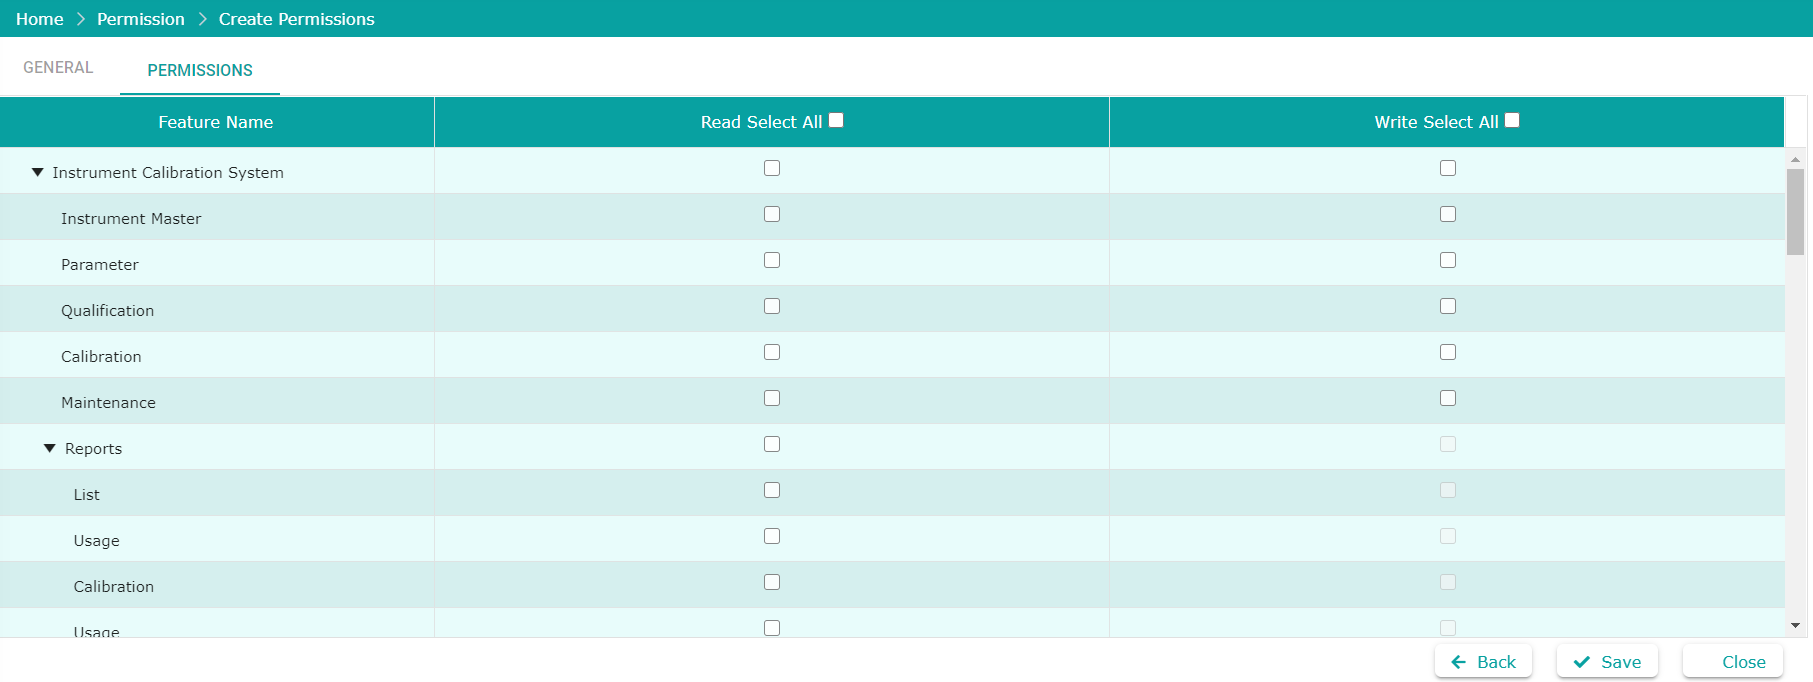 Home > Permission > Create Permissions
GENERAL PERMISSIONS
Feature Name Read Select All Write Select All
Instrument Calibration System
Instrument Master
Parameter
Qualification
Calibration
Maintenance
Reports
List
Usage
Calibration
Usage
Back Save Close